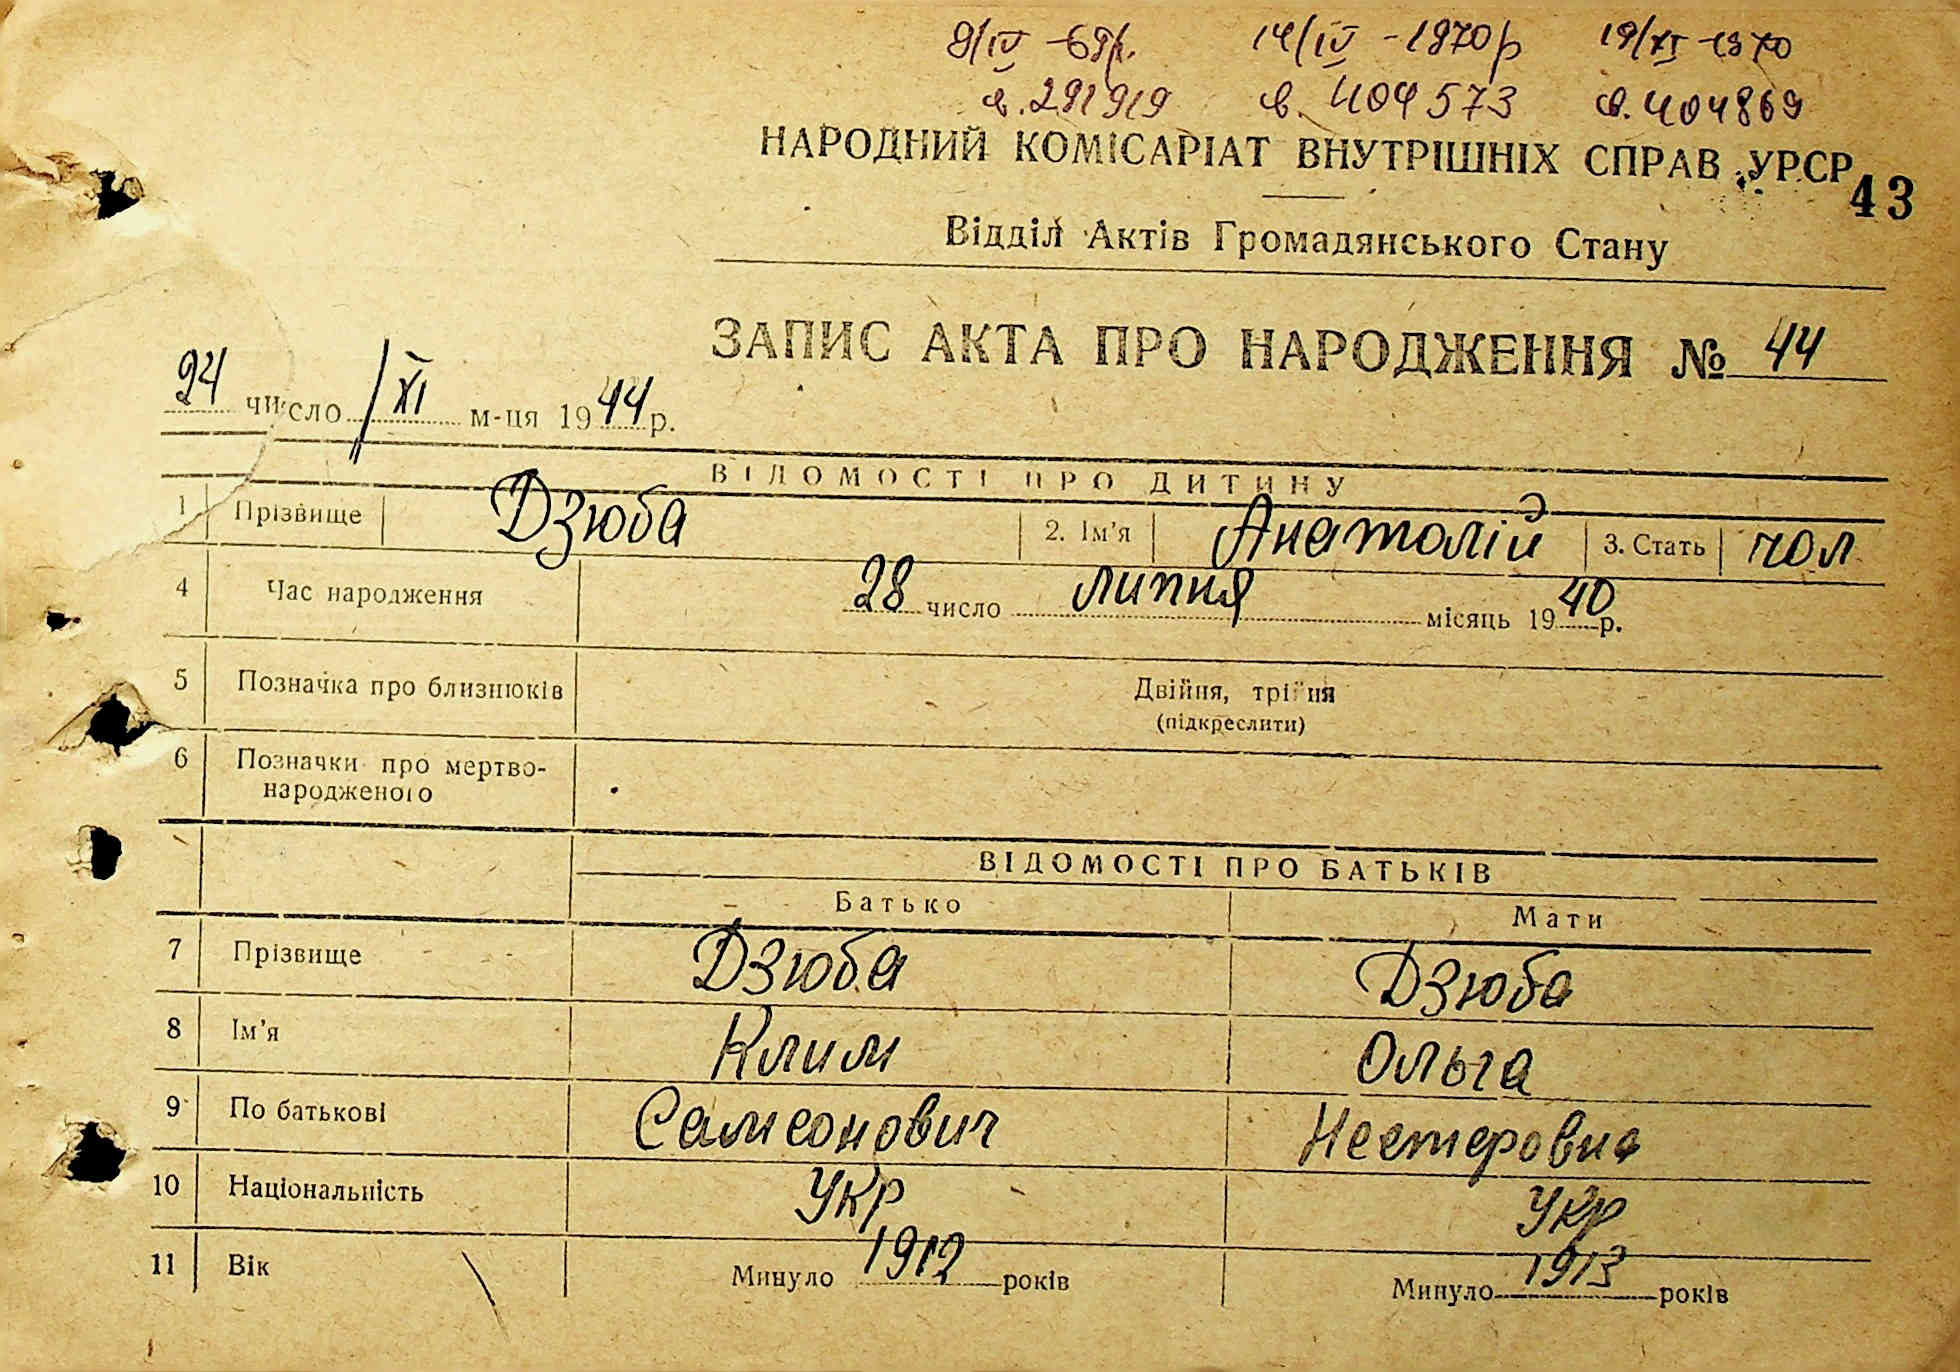 9/IV -69р. 14/IV -1970р 19/XI -1970
в. 291919 в. 404573 в. 404869
НАРОДНИЙ КОМІСАРІАТ ВНУТРІШНІХ СПРАВ УРСР
43
Відділ Актів Громадянського Стану
ЗАПИС АКТА ПРО НАРОДЖЕННЯ № 44
24 число XI м-ця 1944 р.
ВІДОМОСТІ ПРО ДИТИНУ
1 Прізвище Дзюба 2. Ім'я Анатолій 3. Стать чол
4 Час народження 28 число липня місяць 1940 р.
5 Позначка про близнюків Двійня, трійня
(підкреслити)
6 Позначки про мертво-
народженого
ВІДОМОСТІ ПРО БАТЬКІВ
Батько Мати
7 Прізвище Дзюба Дзюба
8 Ім'я Клим Ольга
9 По батькові Самсонович Нестеровна
10 Національність Укр Укр
11 Вік Минуло 1912 років Минуло 1913 років